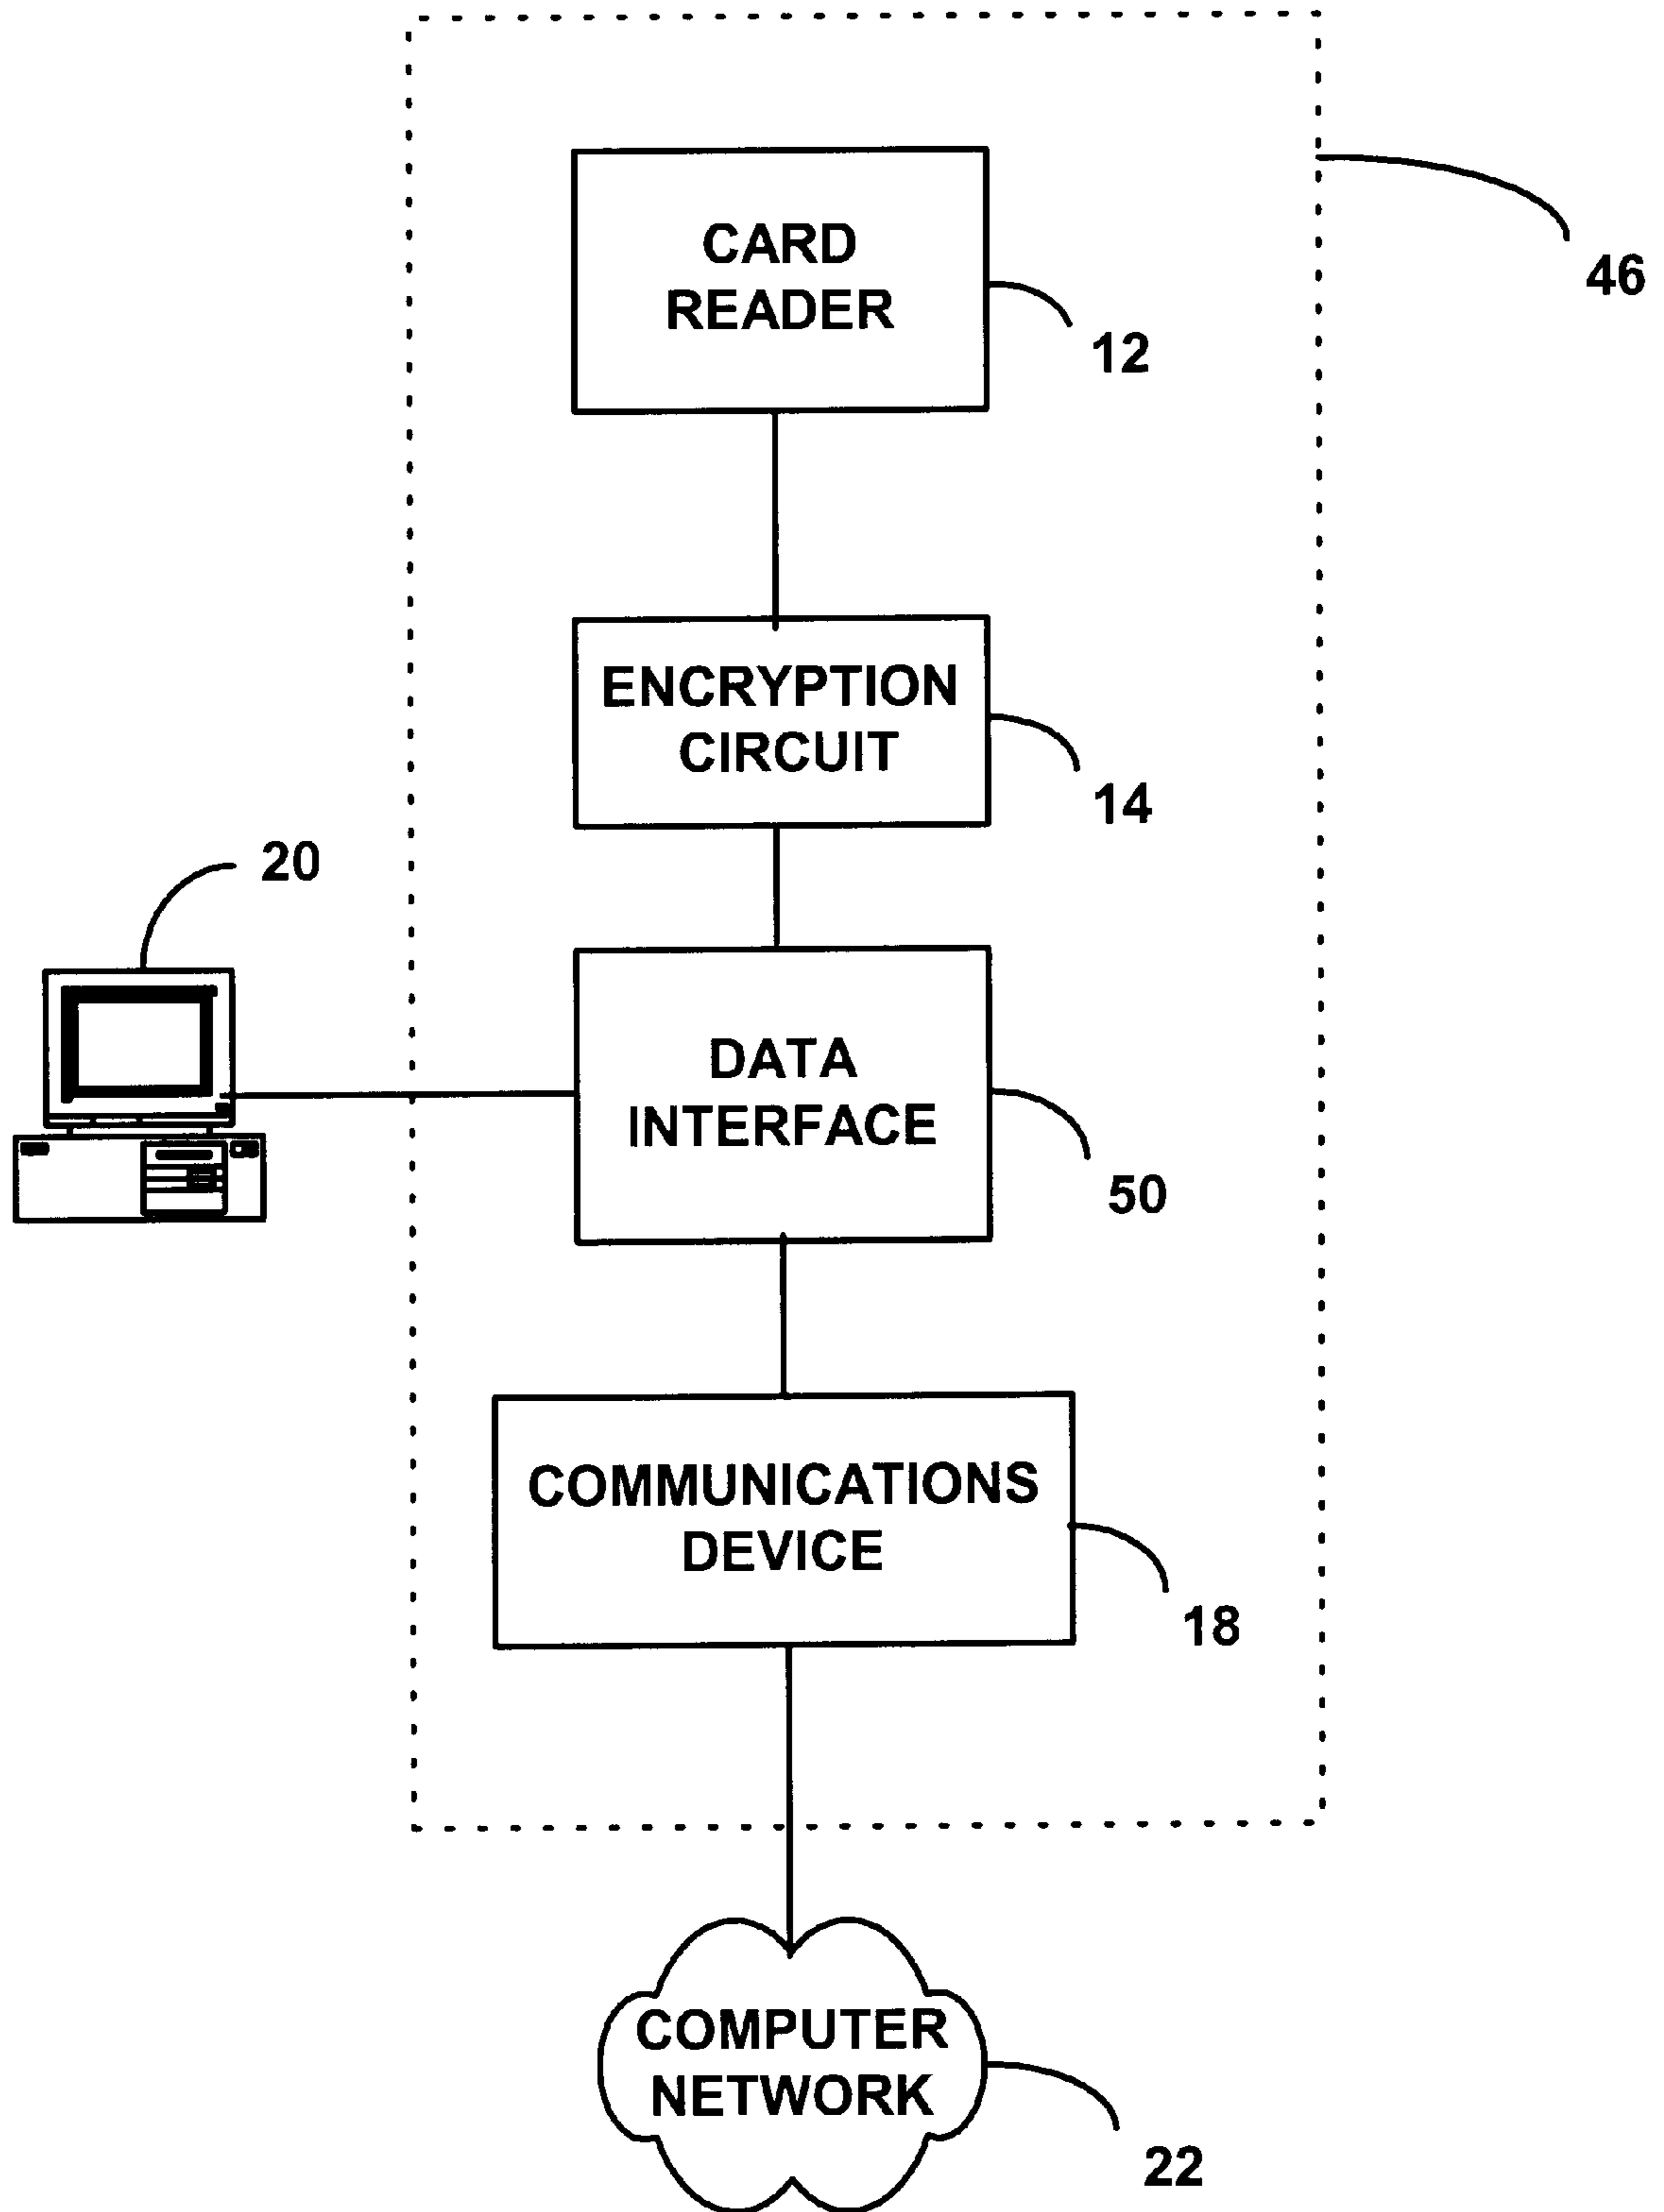 CARD
READER
46
12
ENCRYPTION
CIRCUIT
14
20
DATA
INTERFACE
50
COMMUNICATIONS
DEVICE
18
COMPUTER
NETWORK
22